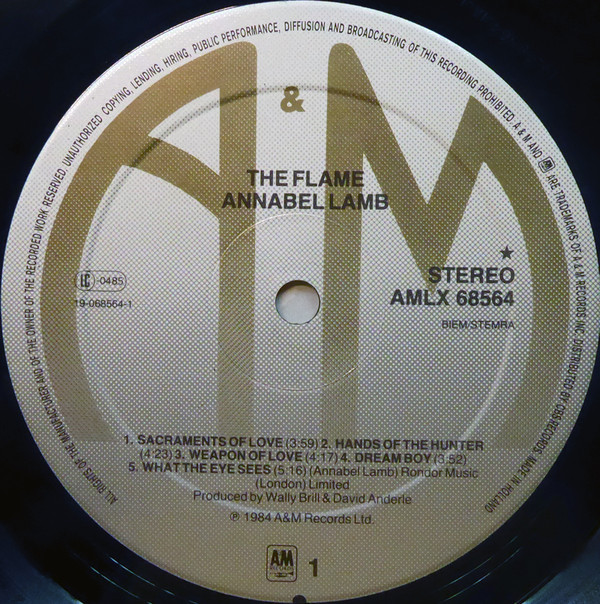 ALL RIGHTS OF THE MANUFACTURER AND OF THE OWNER OF THE RECORDED WORK RESERVED. UNAUTHORIZED COPYING, LENDING, HIRING, PUBLIC PERFORMANCE, DIFFUSION AND BROADCASTING OF THIS RECORDING PROHIBITED. A & M AND AM RECORDS ARE TRADEMARKS OF A & M RECORDS INC. DISTRIBUTED BY CBS RECORDS. MADE IN HOLLAND
A & M
THE FLAME
ANNABEL LAMB
LC -0485
19-068564-1
★
STEREO
AMLX 68564
BIEM/STEMRA
1. SACRAMENTS OF LOVE (3:59) 2. HANDS OF THE HUNTER
(4:23) 3. WEAPON OF LOVE (4:17) 4. DREAM BOY (3:52)
5. WHAT THE EYE SEES (5:16) (Annabel Lamb) Rondor Music
(London) Limited
Produced by Wally Brill & David Anderle
℗ 1984 A&M Records Ltd.
AM
RECORDS
1